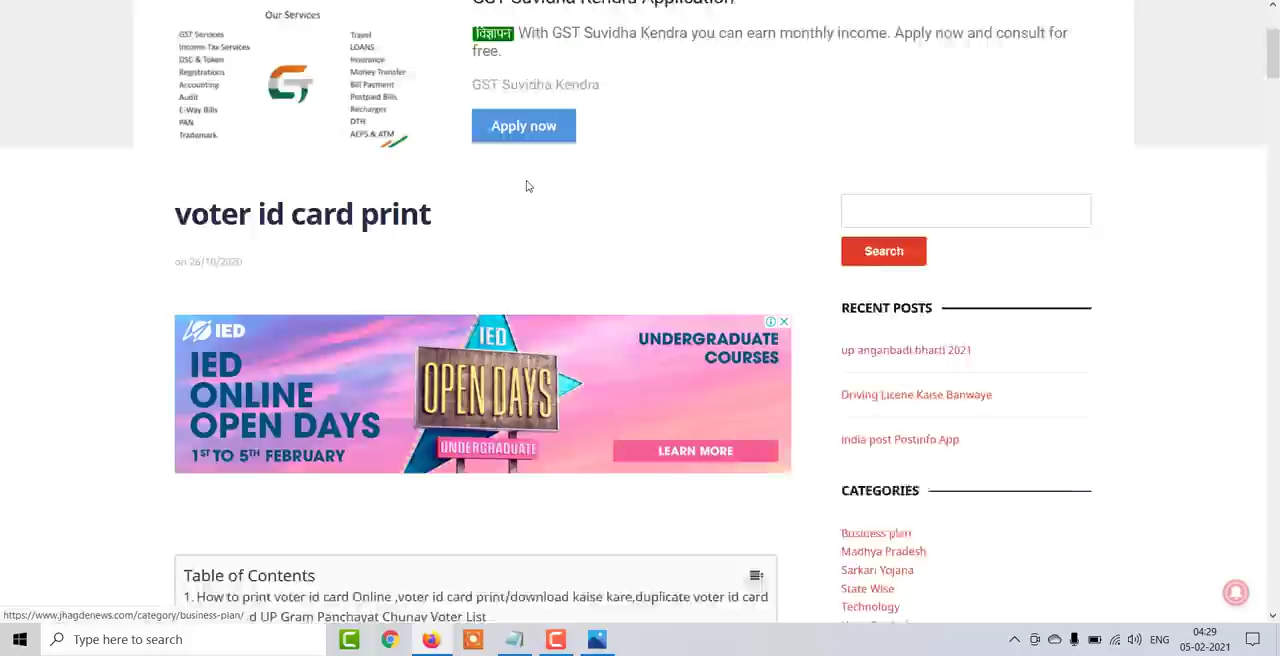 Our Services
GST Services
Income Tax Services
DSC & Token
Registrations
Accounting
Audit
E-Way Bills
PAN
Trademark
Travel
LOANS
Insurance
Money Transfer
Bill Payment
Postpaid Bills
Recharges
DTH
AEPS & ATM
GST Suvidha Kendra Application
विज्ञापन With GST Suvidha Kendra you can earn monthly income. Apply now and consult for
free.
GST Suvidha Kendra
Apply now
voter id card print
on 26/10/2020
IED
IED
ONLINE
OPEN DAYS
1ST TO 5TH FEBRUARY
IED
OPEN DAYS
UNDERGRADUATE
UNDERGRADUATE
COURSES
LEARN MORE
Table of Contents
1. How to print voter id card Online ,voter id card print/download kaise kare,duplicate voter id card
d UP Gram Panchayat Chunav Voter List
Search
RECENT POSTS
up anganbadi bharti 2021
Driving Licene Kaise Banwaye
india post Postinfo App
CATEGORIES
Business plan
Madhya Pradesh
Sarkari Yojana
State Wise
Technology
https://www.jhagdenews.com/category/business-plan/
Type here to search
ENG
04:29
05-02-2021